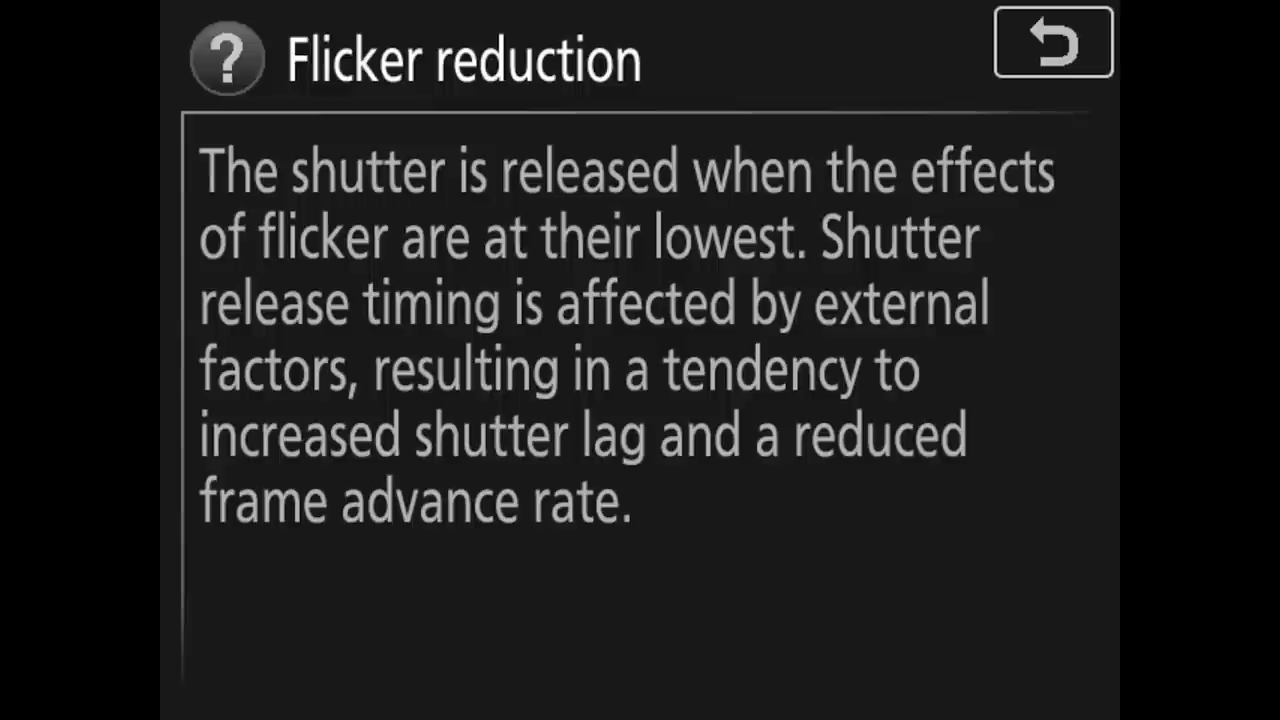 ? Flicker reduction
The shutter is released when the effects
of flicker are at their lowest. Shutter
release timing is affected by external
factors, resulting in a tendency to
increased shutter lag and a reduced
frame advance rate.